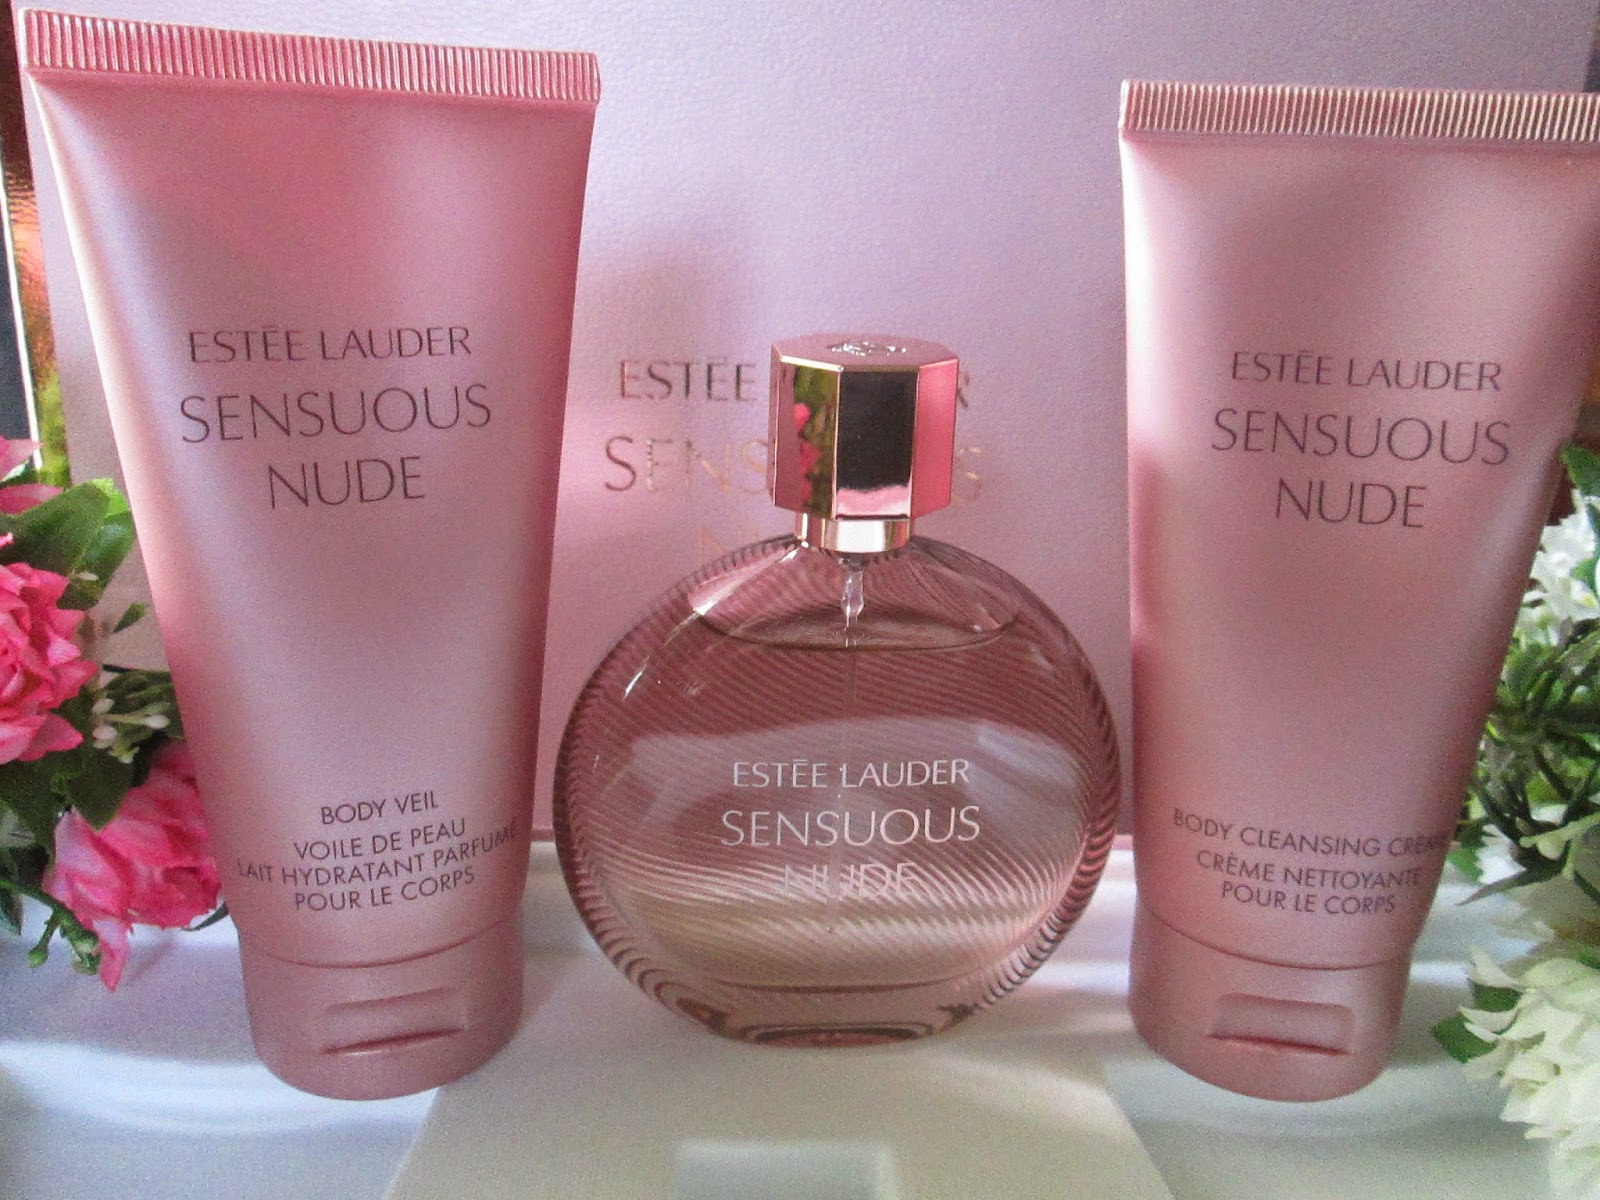 ESTĒE LAUDER
SENSUOUS
NUDE
BODY VEIL
VOILE DE PEAU
LAIT HYDRATANT PARFUMÉ
POUR LE CORPS
ESTĒE
ESTĒE LAUDER
SENSUOUS
NUDE
ESTĒE LAUDER
SENSUOUS
NUDE
BODY CLEANSING CRÈME
CRÈME NETTOYANTE
POUR LE CORPS